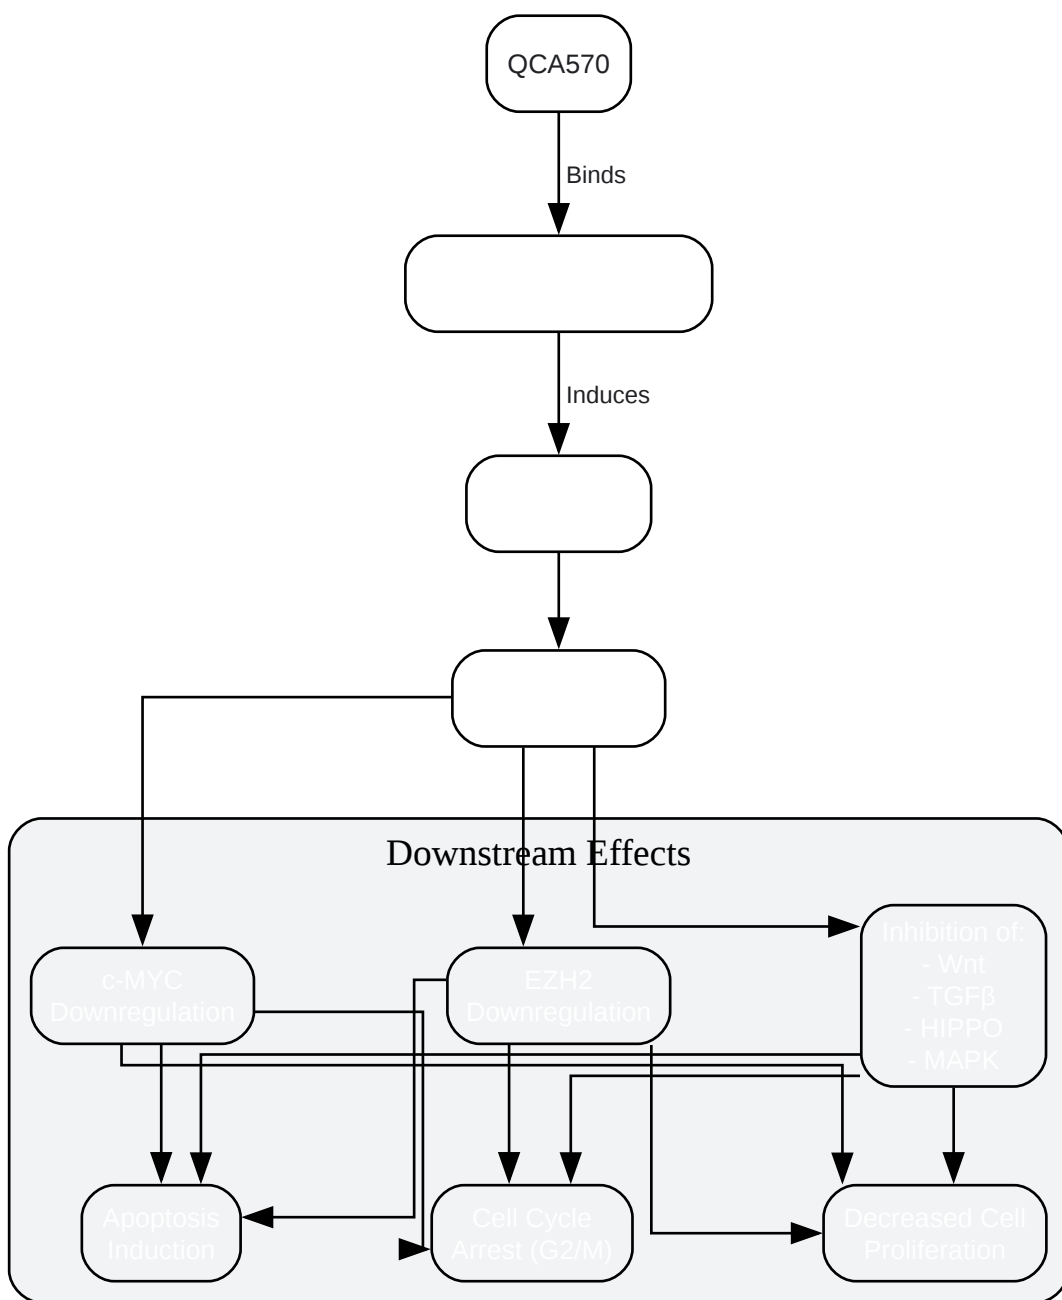 QCA570
Binds
Induces
Downstream Effects
Inhibition of:
- Wnt
- TGFβ
- HIPPO
- MAPK
c-MYC
Downregulation
EZH2
Downregulation
Apoptosis
Induction
Cell Cycle
Arrest (G2/M)
Decreased Cell
Proliferation